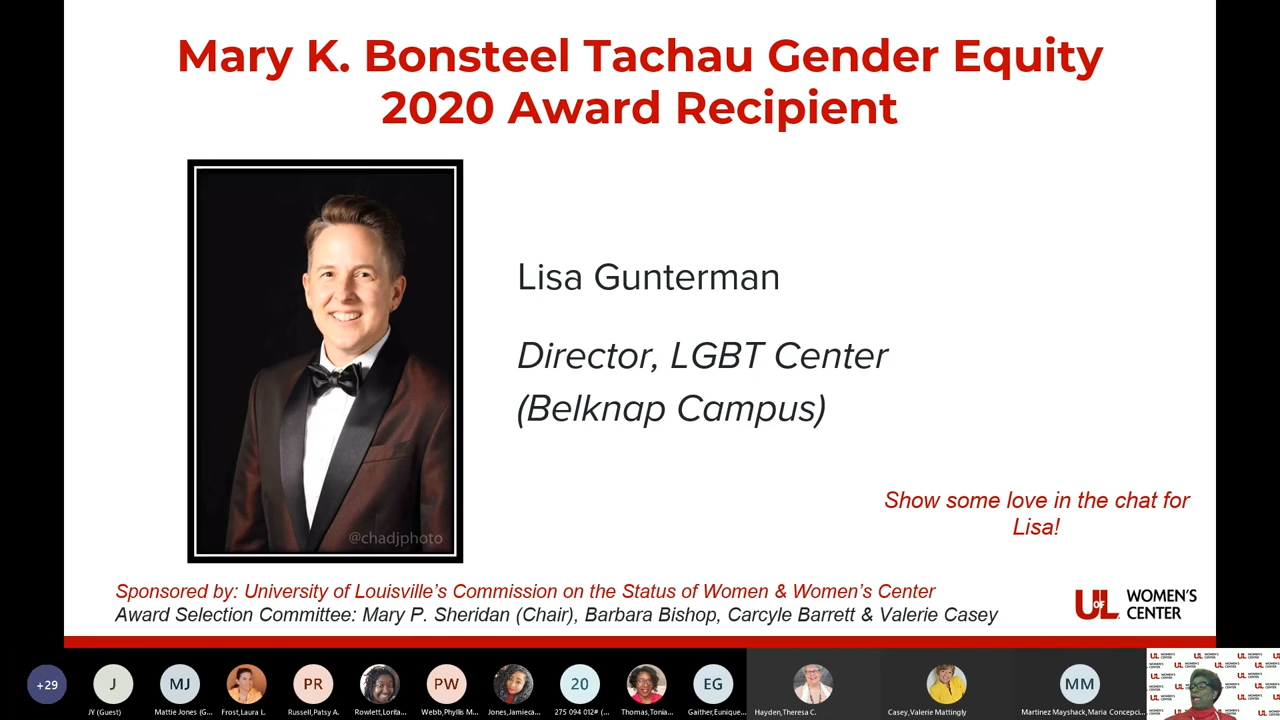 Mary K. Bonsteel Tachau Gender Equity
2020 Award Recipient
Lisa Gunterman
Director, LGBT Center
(Belknap Campus)
@chadjphoto
Show some love in the chat for
Lisa!
Sponsored by: University of Louisville's Commission on the Status of Women & Women's Center
Award Selection Committee: Mary P. Sheridan (Chair), Barbara Bishop, Carcyle Barrett & Valerie Casey
UofL WOMEN'S
CENTER
+29
J
MJ
PR
PW
20
EG
MM
JY (Guest)
Mattie Jones (G...
Frost,Laura L.
Russell,Patsy A.
Rowlett,Lorita...
Webb,Phyllis M...
Jones,Jamieca...
275 094 012# (...
Thomas,Tonia...
Gaither,Eunique...
Hayden,Theresa C.
Casey,Valerie Mattingly
Martinez Mayshack,Maria Concepci...